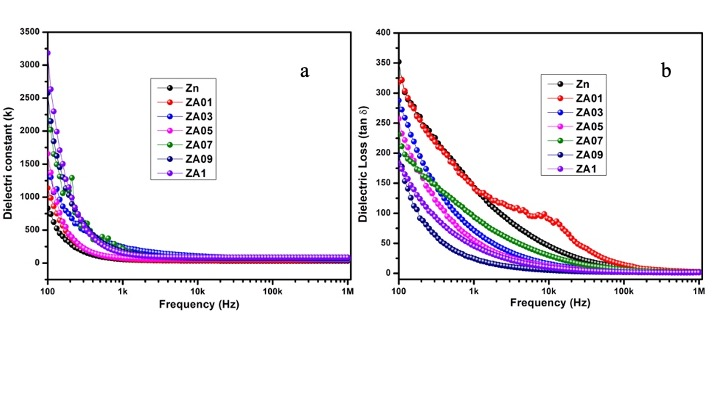 3500
3000
2500
2000
1500
1000
500
0
Dielectrí constant (k)
a
Zn
ZA01
ZA03
ZA05
ZA07
ZA09
ZA1
100 1k 10k 100k 1M
Frequency (Hz)
400
350
300
250
200
150
100
50
0
Dielectric Loss (tan δ)
b
Zn
ZA01
ZA03
ZA05
ZA07
ZA09
ZA1
100 1k 10k 100k 1M
Frequency (Hz)